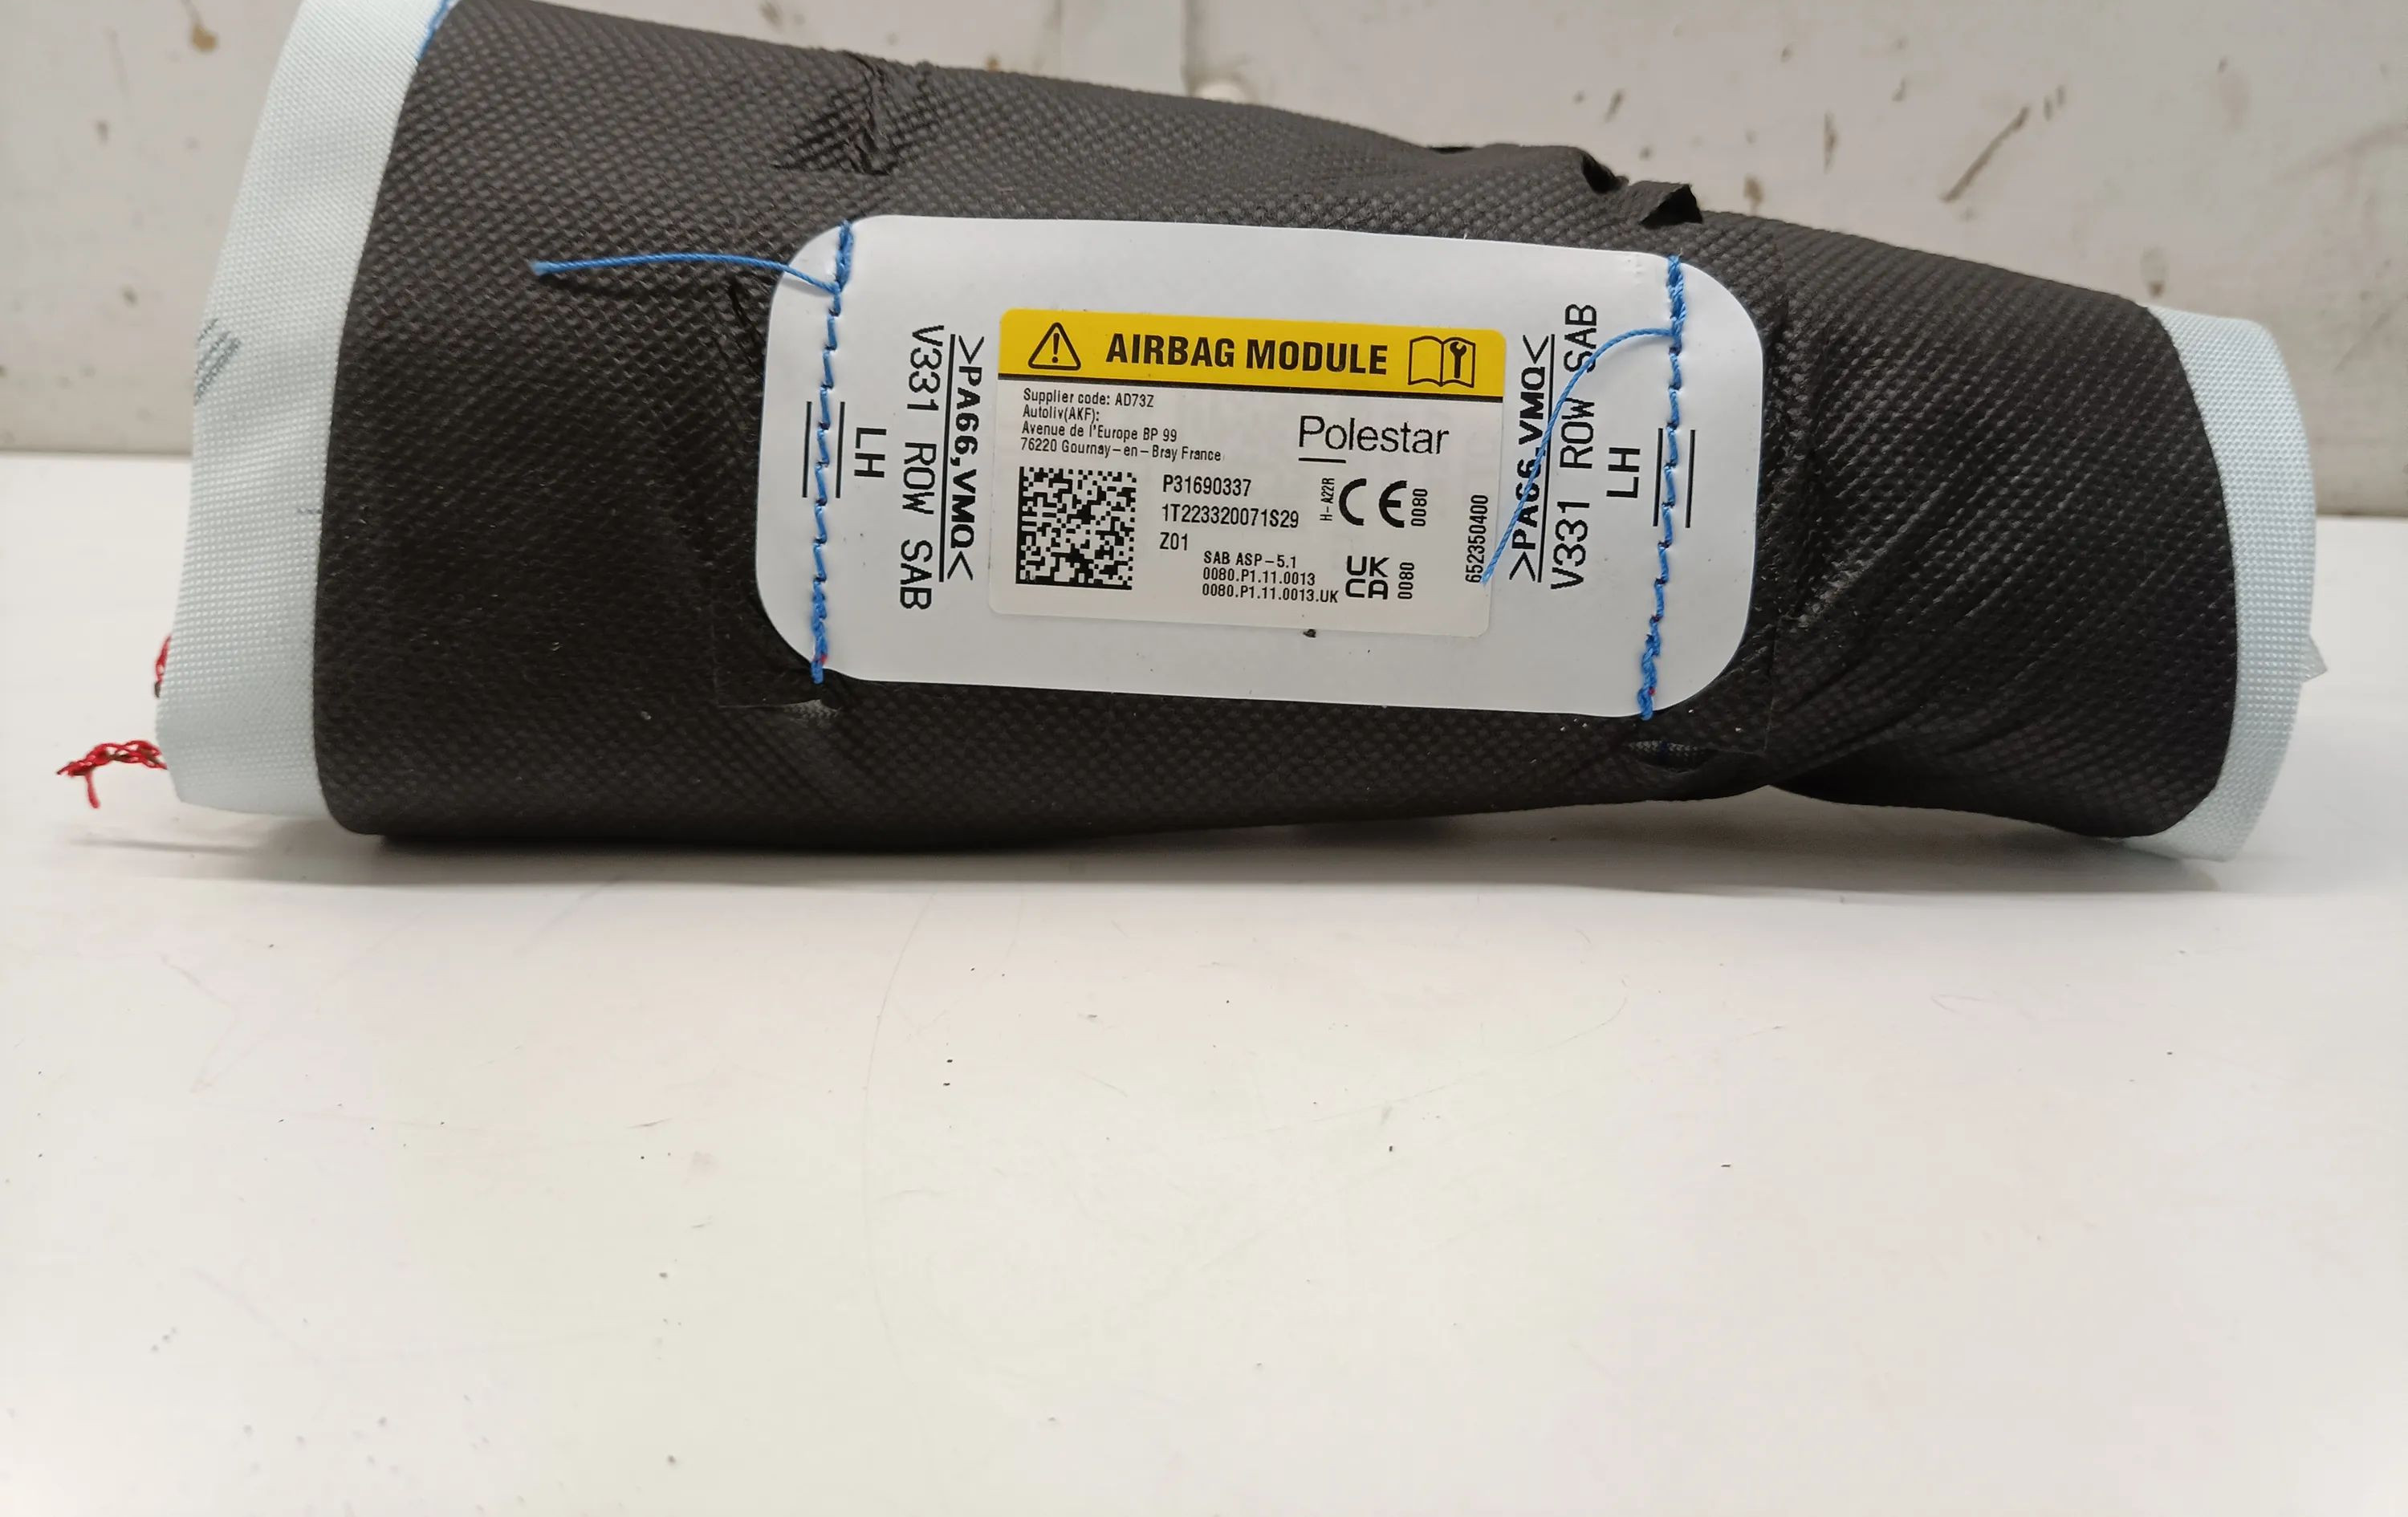 LH
V331 ROW SAB
>PA66,VMQ<
AIRBAG MODULE
Supplier code: AD73Z
Autoliv(AKF):
Avenue de l'Europe BP 99
76220 Gournay-en-Bray France
Polestar
P31690337
1T223320071S29
Z01
H-A22R
CE
0080
SAB ASP-5.1
0080.P1.11.0013
0080.P1.11.0013.UK
UK
CA
0080
652350400
>PA66,VMQ<
V331 ROW SAB
LH